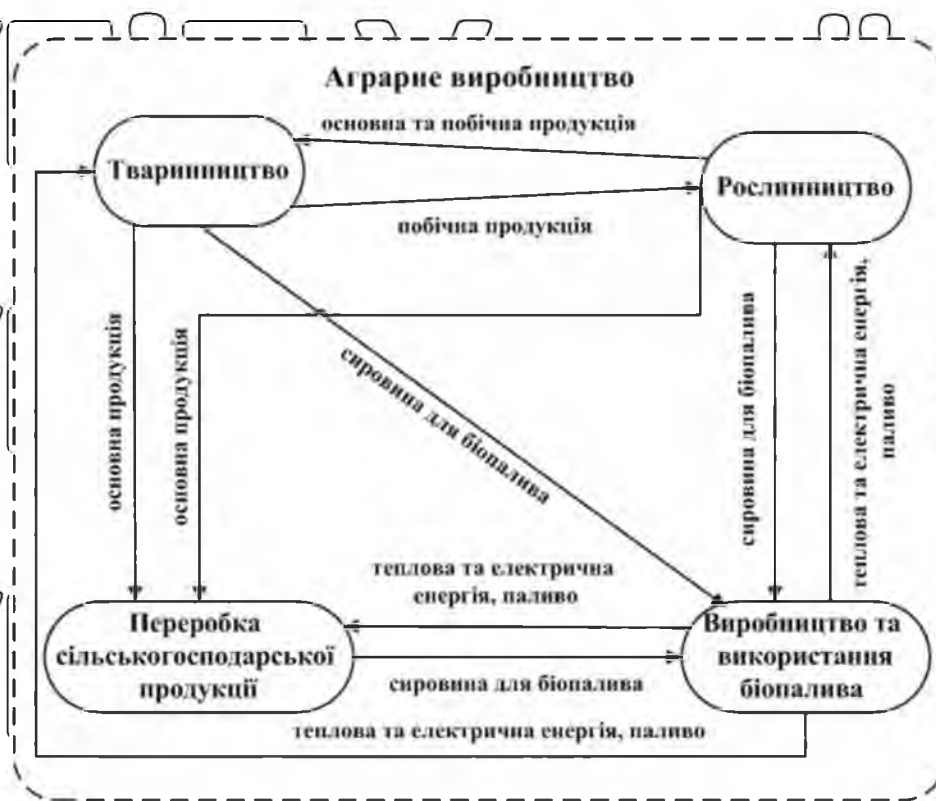 Аграрне виробництво
основна та побічна продукція
Тваринництво
Рослинництво
побічна продукція
основна продукція
основна продукція
сировина для біопалива
сировина для біопалива
теплова та електрична енергія,
паливо
теплова та електрична
енергія, паливо
Переробка
сільськогосподарської
продукції
Виробництво та
використання
біопалива
сировина для біопалива
теплова та електрична енергія, паливо